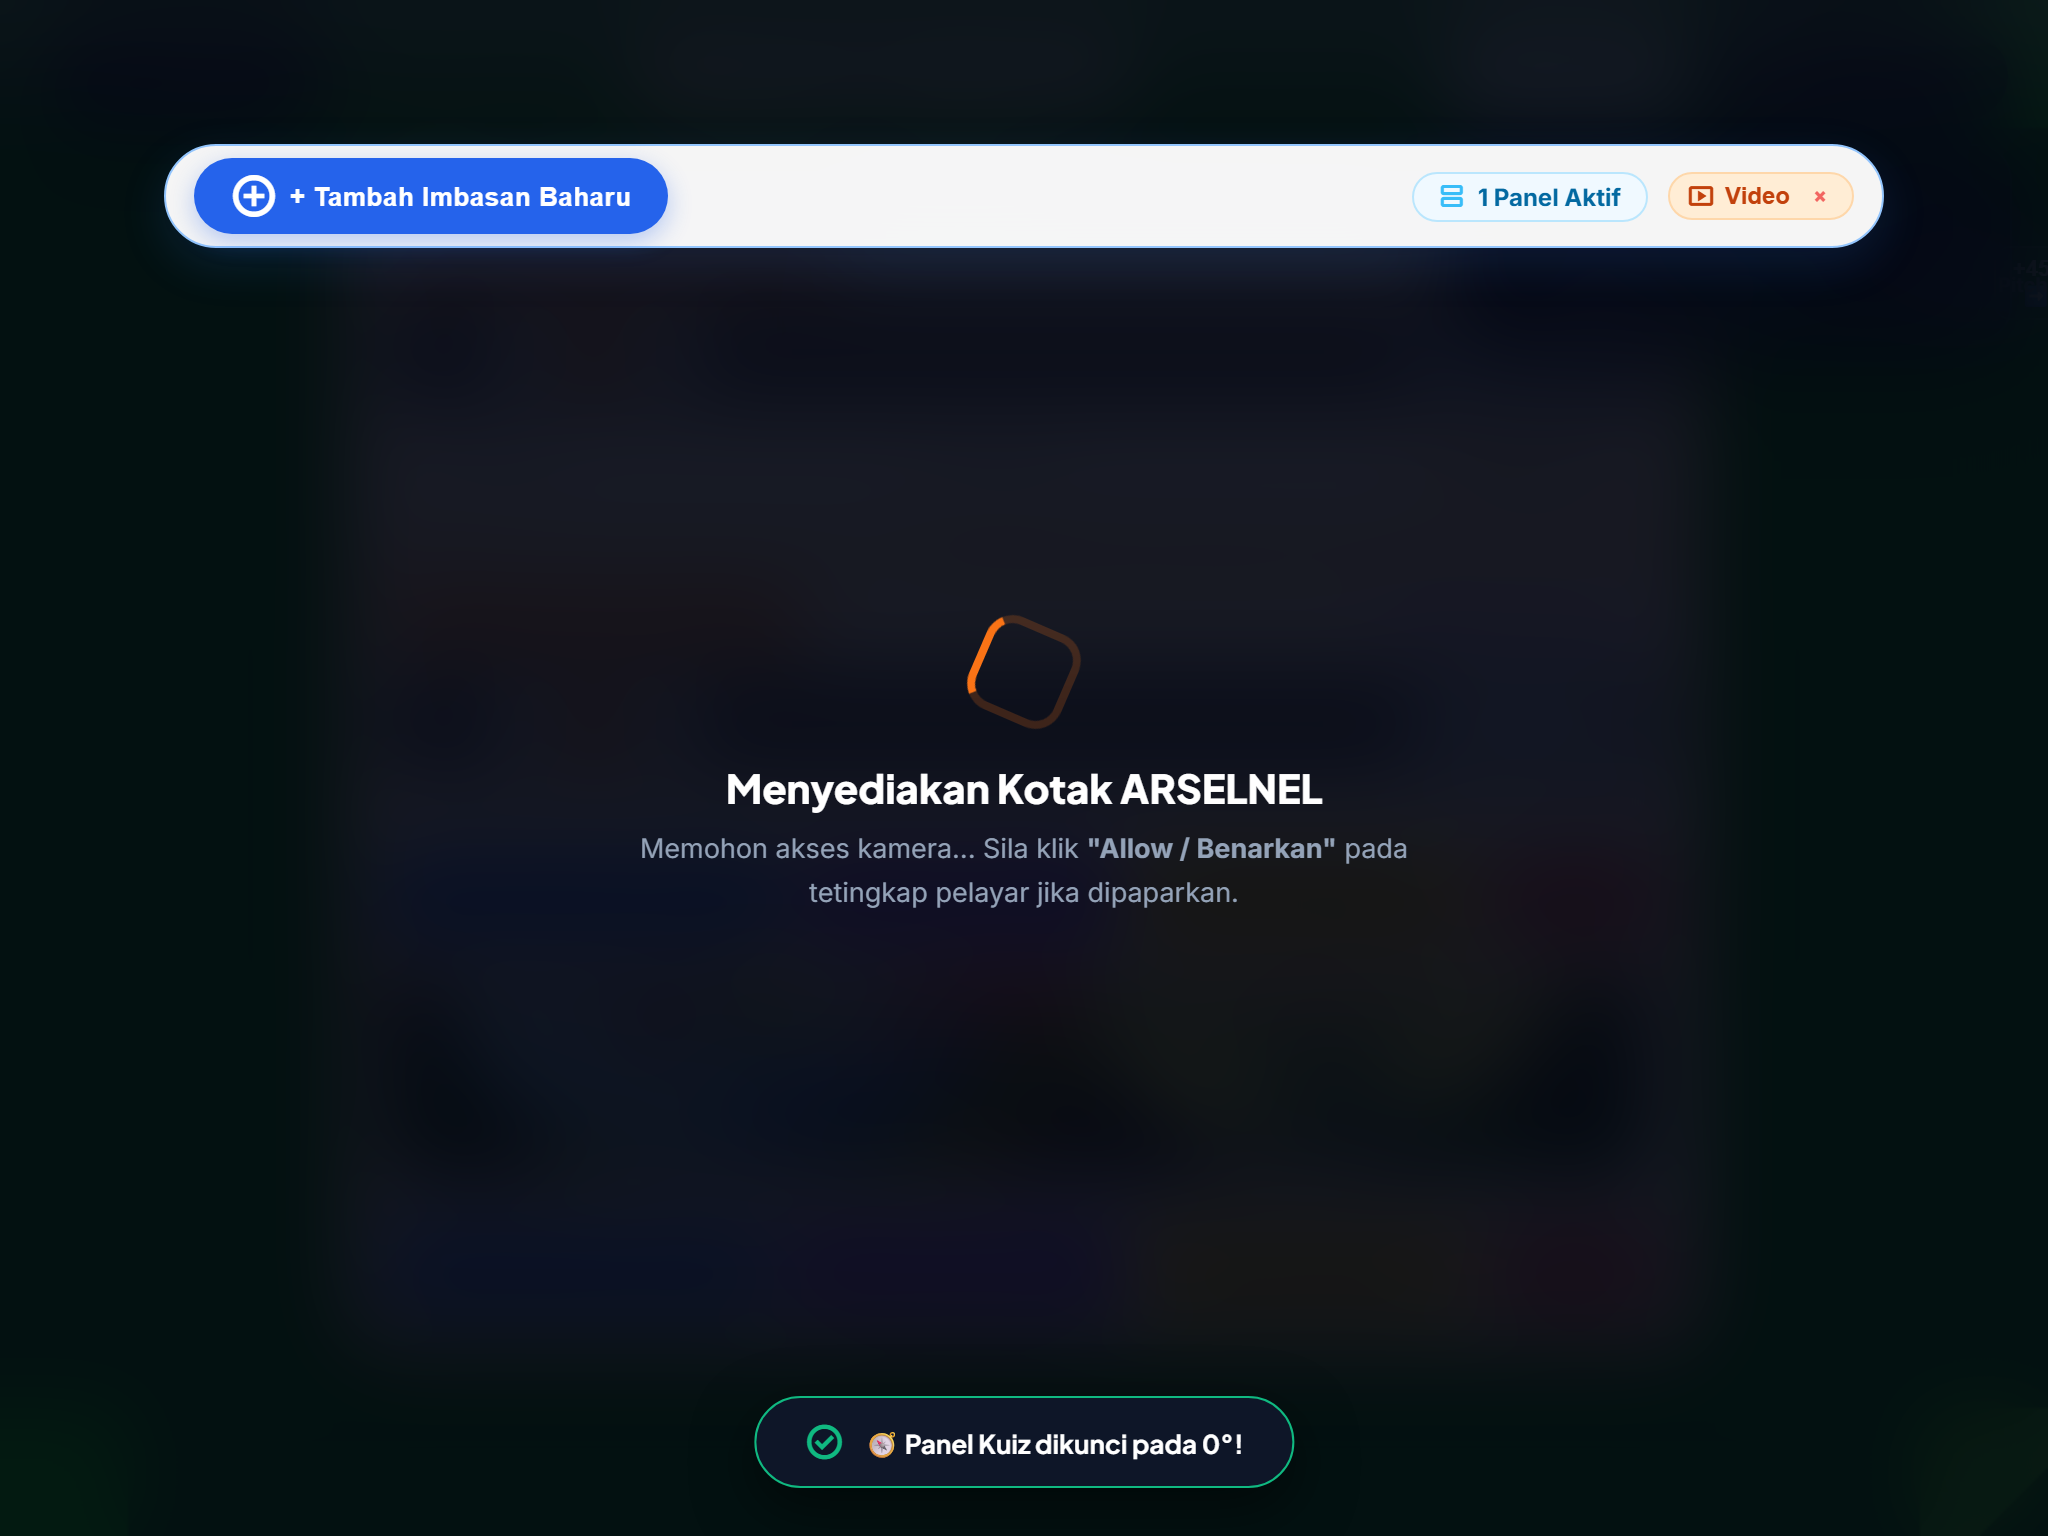 + Tambah Imbasan Baharu
1 Panel Aktif
Video ×
Menyediakan Kotak ARSELNEL
Memohon akses kamera... Sila klik "Allow / Benarkan" pada
tetingkap pelayar jika dipaparkan.
🧭 Panel Kuiz dikunci pada 0°!